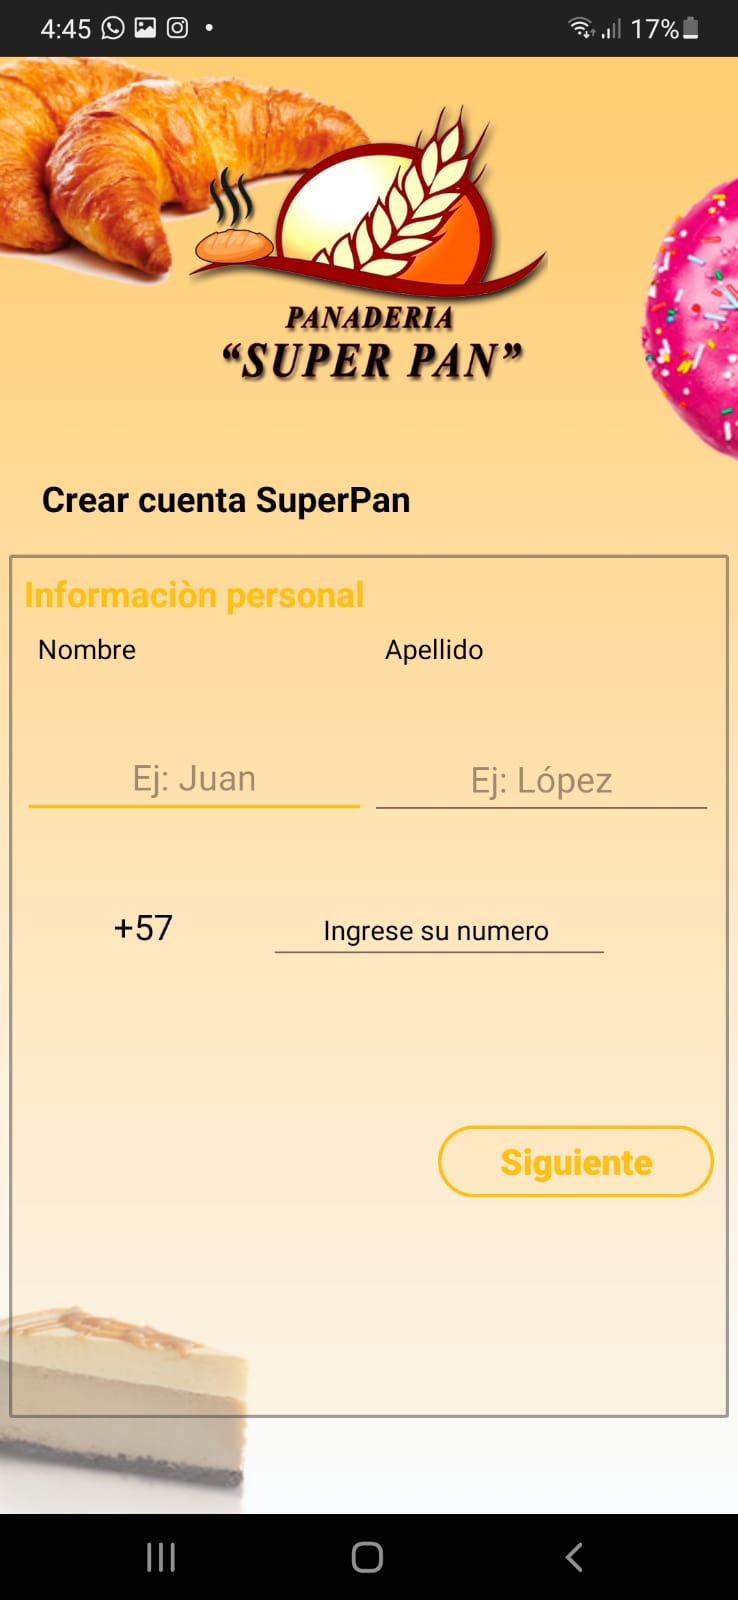 4:45 17%
PANADERIA
“SUPER PAN”
Crear cuenta SuperPan
Informaciòn personal
Nombre Apellido
Ej: Juan Ej: López
+57 Ingrese su numero
Siguiente